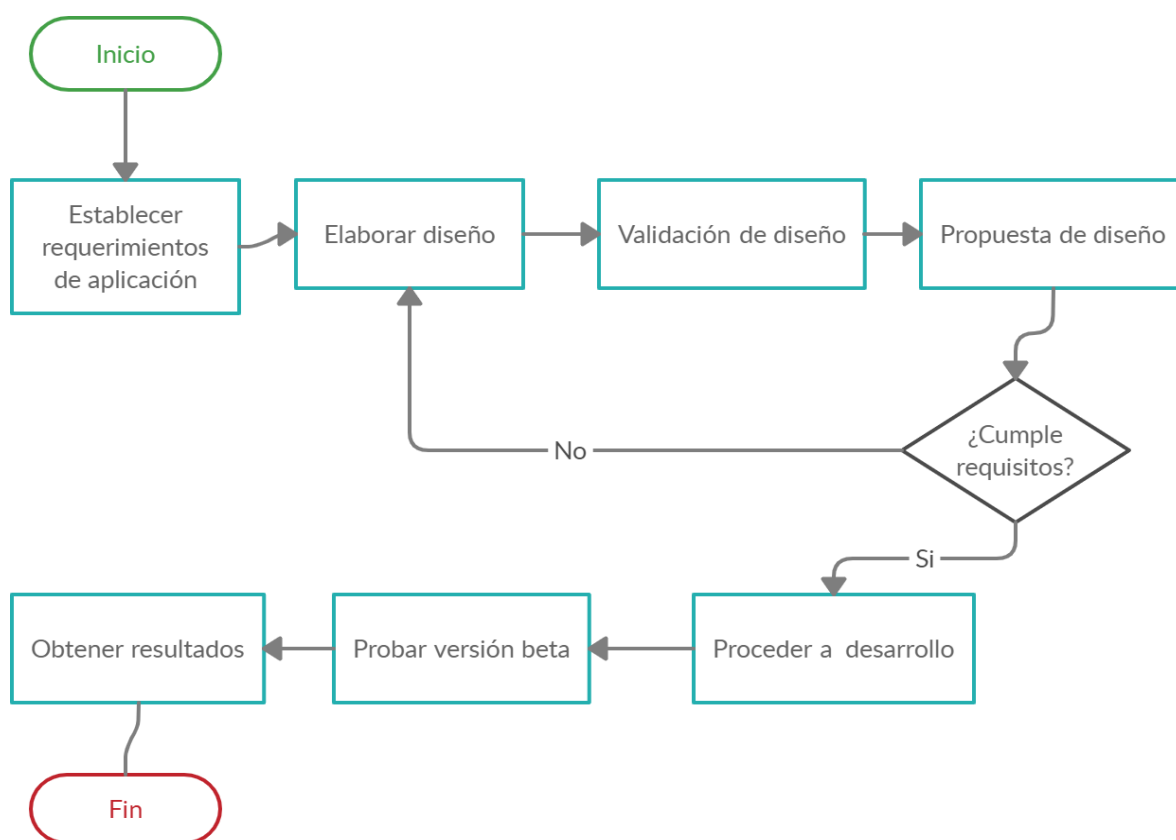 Inicio
Establecer
requerimientos
de aplicación
Elaborar diseño
Validación de diseño
Propuesta de diseño
¿Cumple
requisitos?
No
Si
Proceder a desarrollo
Probar versión beta
Obtener resultados
Fin